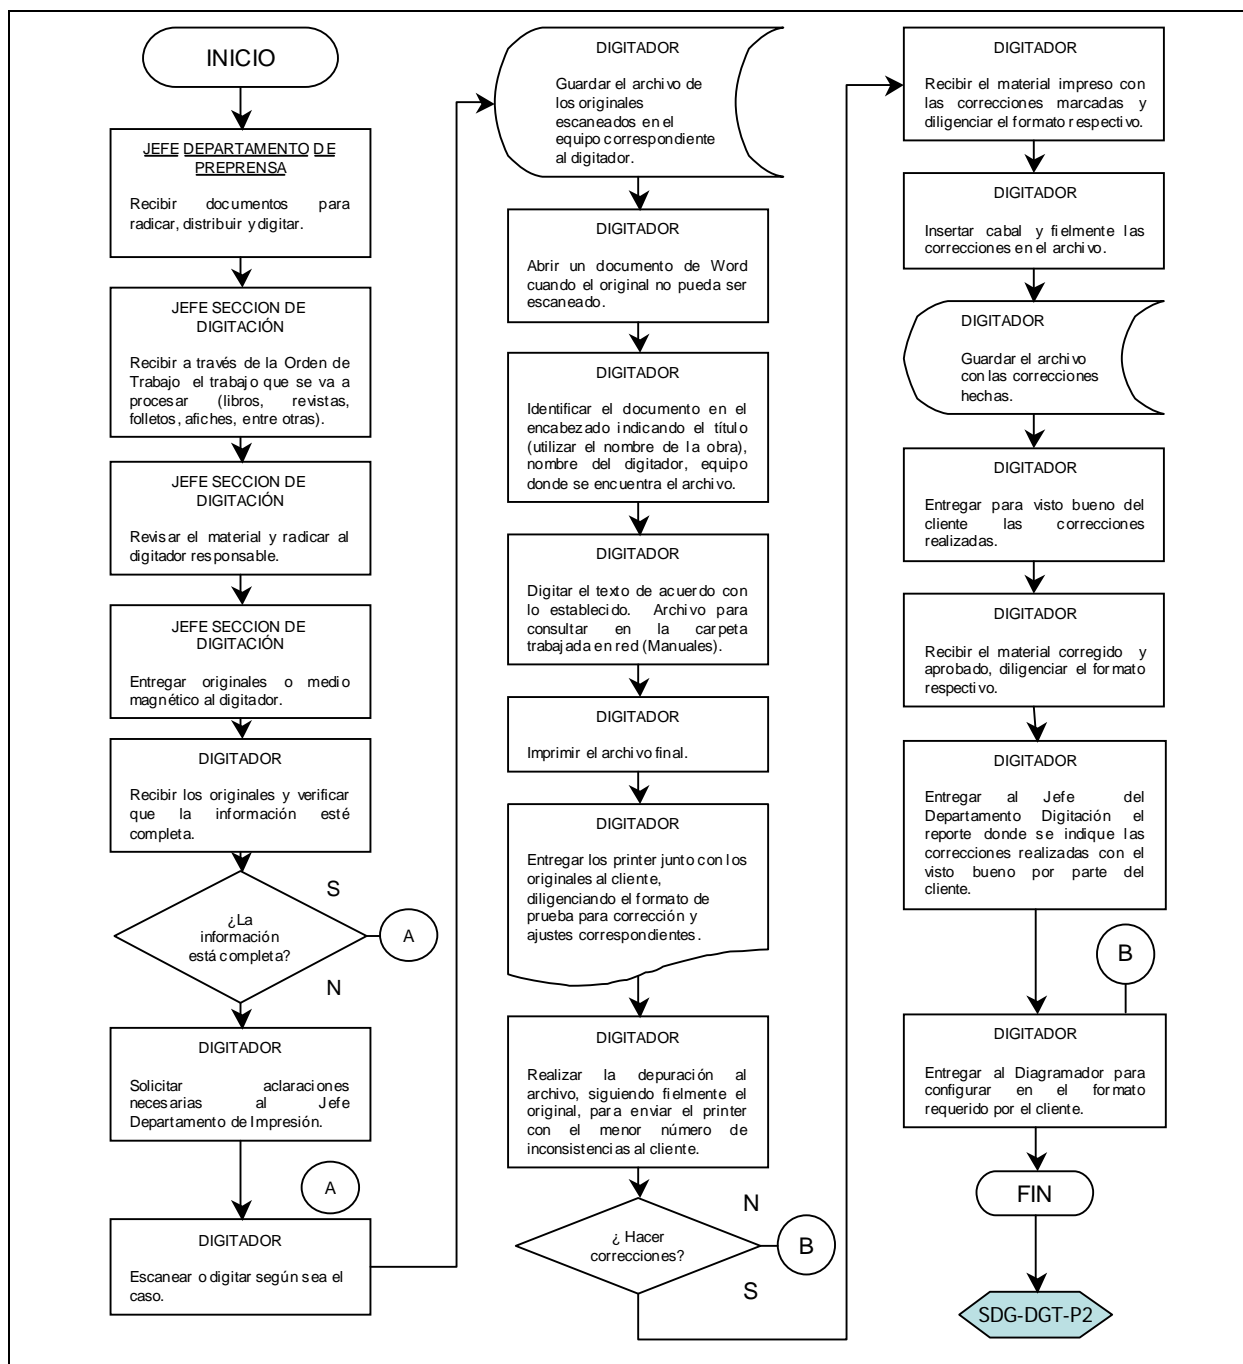 INICIO
JEFE DEPARTAMENTO DE
PREPRENSA
Recibir documentos para
radicar, distribuir y digitar.
JEFE SECCION DE
DIGITACIÓN
Recibir a través de la Orden de
Trabajo el trabajo que se va a
procesar (libros, revistas,
folletos, afiches, entre otras).
JEFE SECCION DE
DIGITACIÓN
Revisar el material y radicar al
digitador responsable.
JEFE SECCION DE
DIGITACIÓN
Entregar originales o medio
magnético al digitador.
DIGITADOR
Recibir los originales y verificar
que la información esté
completa.
S
¿La
información
está completa?
A
N
DIGITADOR
Solicitar aclaraciones
necesarias al Jefe
Departamento de Impresión.
A
DIGITADOR
Escanear o digitar según sea el
caso.
DIGITADOR
Guardar el archivo de
los originales
escaneados en el
equipo correspondiente
al digitador.
DIGITADOR
Abrir un documento de Word
cuando el original no pueda ser
escaneado.
DIGITADOR
Identificar el documento en el
encabezado indicando el título
(utilizar el nombre de la obra),
nombre del digitador, equipo
donde se encuentra el archivo.
DIGITADOR
Digitar el texto de acuerdo con
lo establecido. Archivo para
consultar en la carpeta
trabajada en red (Manuales).
DIGITADOR
Imprimir el archivo final.
DIGITADOR
Entregar los printer junto con los
originales al cliente,
diligenciando el formato de
prueba para corrección y
ajustes correspondientes.
DIGITADOR
Realizar la depuración al
archivo, siguiendo fielmente el
original, para enviar el printer
con el menor número de
inconsistencias al cliente.
N
¿ Hacer
correcciones?
B
S
DIGITADOR
Recibir el material impreso con
las correcciones marcadas y
diligenciar el formato respectivo.
DIGITADOR
Insertar cabal y fielmente las
correcciones en el archivo.
DIGITADOR
Guardar el archivo
con las correcciones
hechas.
DIGITADOR
Entregar para visto bueno del
cliente las correcciones
realizadas.
DIGITADOR
Recibir el material corregido y
aprobado, diligenciar el formato
respectivo.
DIGITADOR
Entregar al Jefe del
Departamento Digitación el
reporte donde se indique las
correcciones realizadas con el
visto bueno por parte del
cliente.
B
DIGITADOR
Entregar al Diagramador para
configurar en el formato
requerido por el cliente.
FIN
SDG-DGT-P2